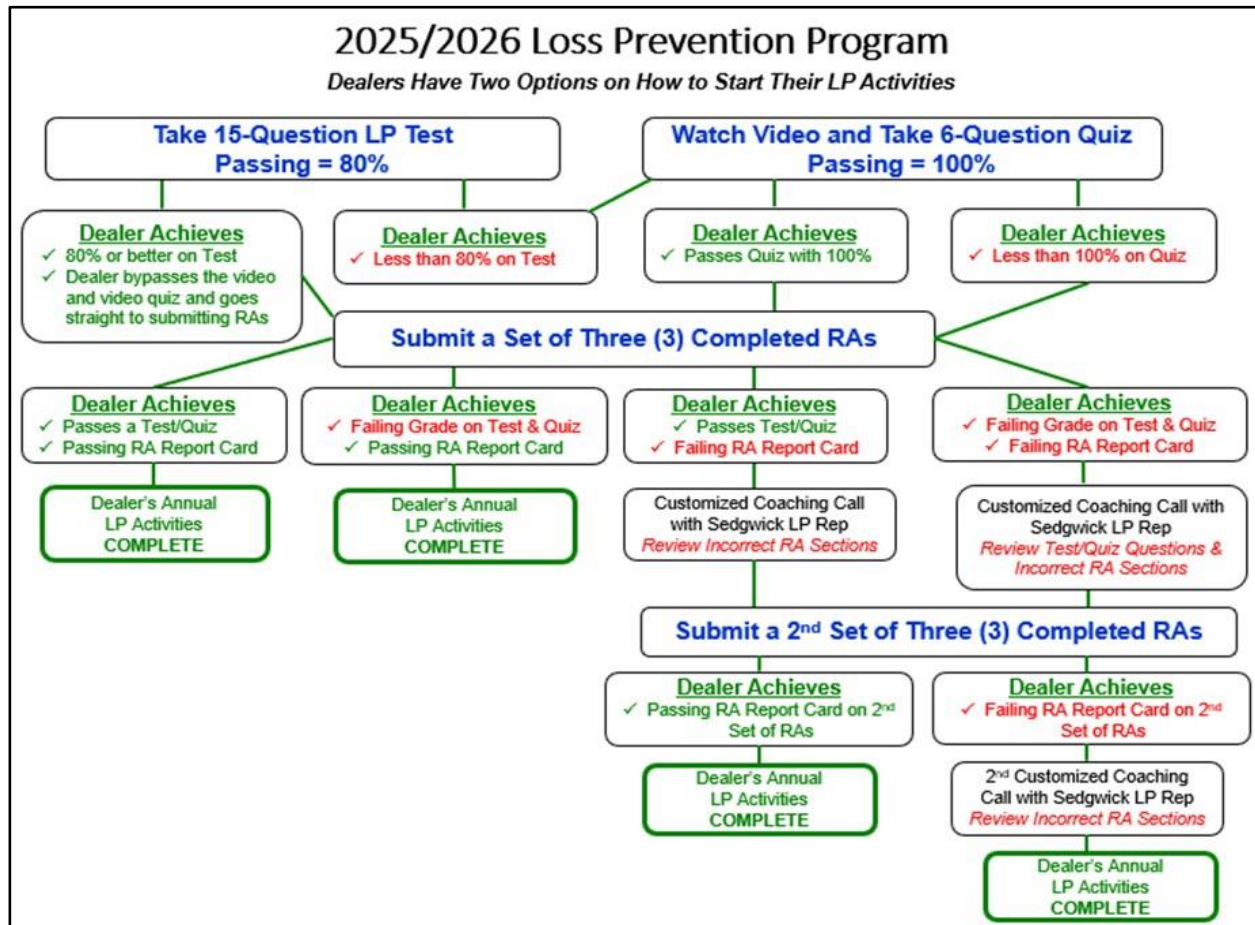 2025/2026 Loss Prevention Program
Dealers Have Two Options on How to Start Their LP Activities
Take 15-Question LP Test
Passing = 80%
Watch Video and Take 6-Question Quiz
Passing = 100%
Dealer Achieves
✓ 80% or better on Test
✓ Dealer bypasses the video
and video quiz and goes
straight to submitting RAs
Dealer Achieves
✓ Less than 80% on Test
Dealer Achieves
✓ Passes Quiz with 100%
Dealer Achieves
✓ Less than 100% on Quiz
Submit a Set of Three (3) Completed RAs
Dealer Achieves
✓ Passes a Test/Quiz
✓ Passing RA Report Card
Dealer Achieves
✓ Failing Grade on Test & Quiz
✓ Passing RA Report Card
Dealer Achieves
✓ Passes Test/Quiz
✓ Failing RA Report Card
Dealer Achieves
✓ Failing Grade on Test & Quiz
✓ Failing RA Report Card
Dealer's Annual
LP Activities
COMPLETE
Dealer's Annual
LP Activities
COMPLETE
Customized Coaching Call
with Sedgwick LP Rep
Review Incorrect RA Sections
Customized Coaching Call with
Sedgwick LP Rep
Review Test/Quiz Questions &
Incorrect RA Sections
Submit a 2nd Set of Three (3) Completed RAs
Dealer Achieves
✓ Passing RA Report Card on 2nd
Set of RAs
Dealer Achieves
✓ Failing RA Report Card on 2nd
Set of RAs
Dealer's Annual
LP Activities
COMPLETE
2nd Customized Coaching
Call with Sedgwick LP Rep
Review Incorrect RA Sections
Dealer's Annual
LP Activities
COMPLETE